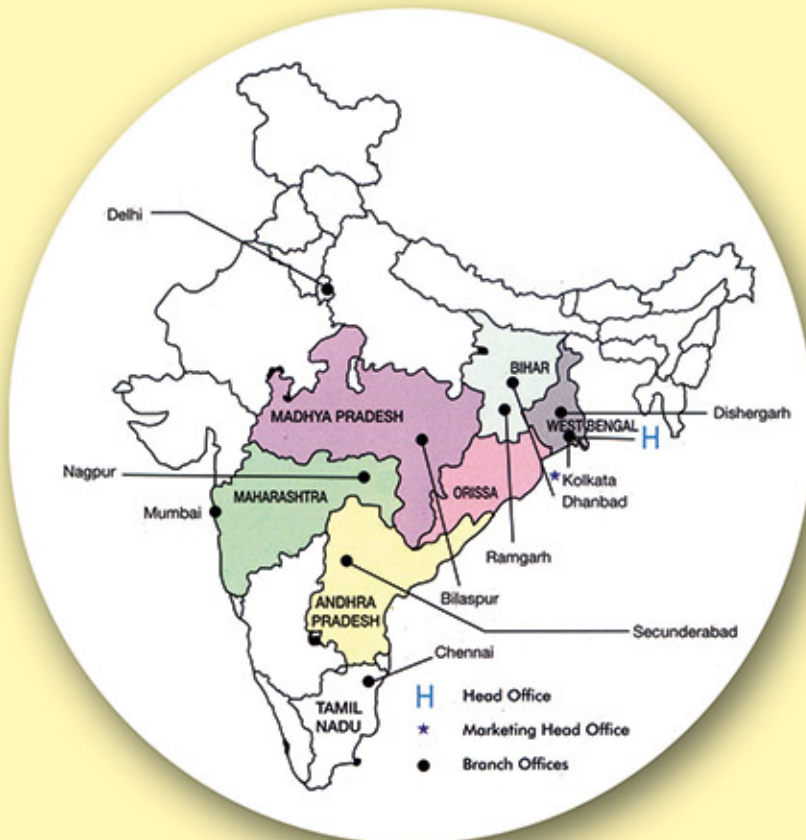 Delhi
BIHAR
MADHYA PRADESH
Dishergarh
WEST BENGAL
H
Nagpur
MAHARASHTRA
ORISSA
Kolkata
Mumbai
Dhanbad
Ramgarh
Bilaspur
ANDHRA
PRADESH
Secunderabad
Chennai
TAMIL
NADU
H Head Office
★ Marketing Head Office
● Branch Offices